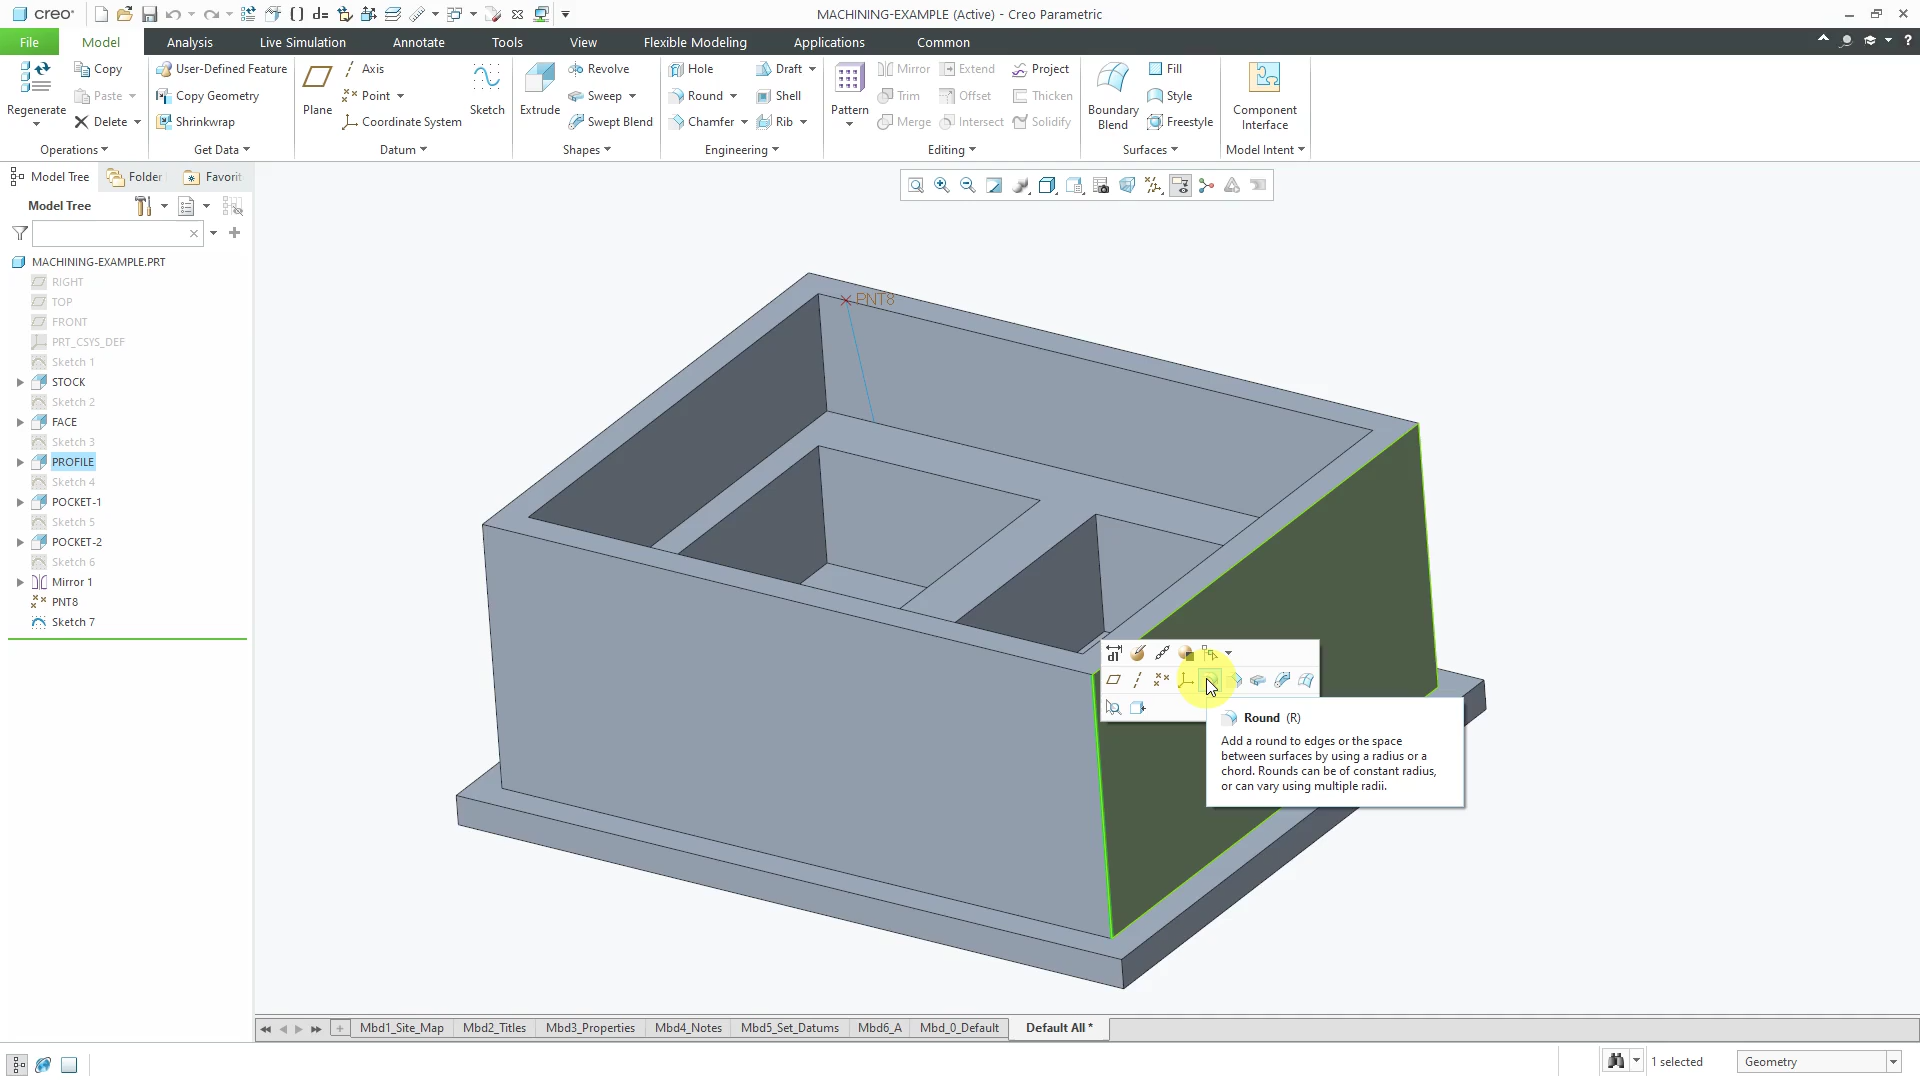 creo
MACHINING-EXAMPLE (Active) - Creo Parametric
File
Model
Analysis
Live Simulation
Annotate
Tools
View
Flexible Modeling
Applications
Common
Regenerate
Copy
Paste
Delete
Operations
User-Defined Feature
Copy Geometry
Shrinkwrap
Get Data
Plane
Axis
Point
Coordinate System
Sketch
Datum
Extrude
Revolve
Sweep
Swept Blend
Shapes
Hole
Round
Chamfer
Draft
Shell
Rib
Engineering
Pattern
Mirror
Extend
Project
Trim
Offset
Thicken
Merge
Intersect
Solidify
Editing
Boundary
Blend
Fill
Style
Freestyle
Surfaces
Component
Interface
Model Intent
Model Tree
Folder
Favorit
Model Tree
MACHINING-EXAMPLE.PRT
RIGHT
TOP
FRONT
PRT_CSYS_DEF
Sketch 1
STOCK
Sketch 2
FACE
Sketch 3
PROFILE
Sketch 4
POCKET-1
Sketch 5
POCKET-2
Sketch 6
Mirror 1
PNT8
Sketch 7
PNT8
Round (R)
Add a round to edges or the space
between surfaces by using a radius or a
chord. Rounds can be of constant radius,
or can vary using multiple radii.
Mbd1_Site_Map
Mbd2_Titles
Mbd3_Properties
Mbd4_Notes
Mbd5_Set_Datums
Mbd6_A
Mbd_0_Default
Default All *
1 selected
Geometry